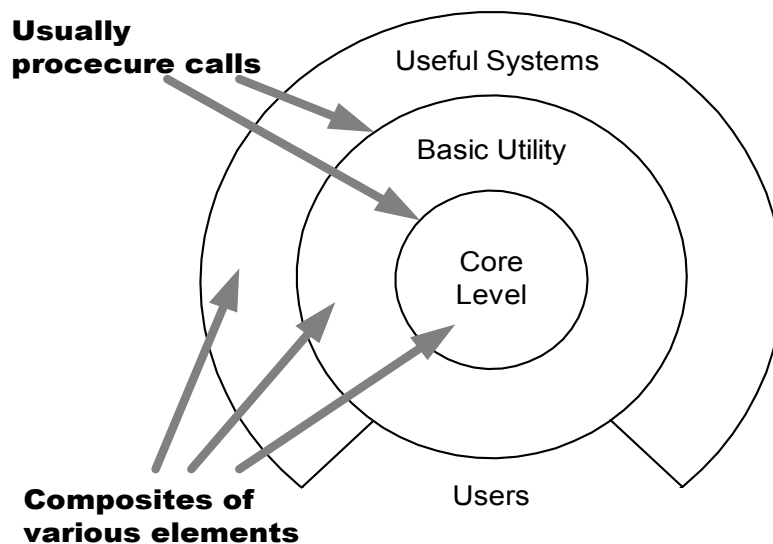 Usually
procecure calls
Useful Systems
Basic Utility
Core
Level
Users
Composites of
various elements